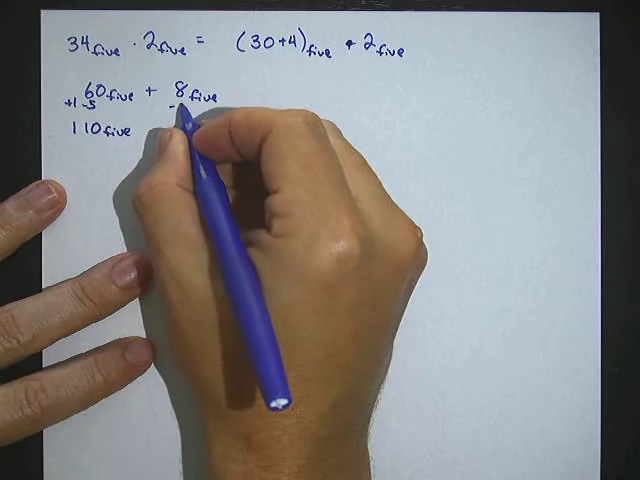 34five · 2five = (30+4)five · 2five
60five + 8five
+1 -5 -
110five